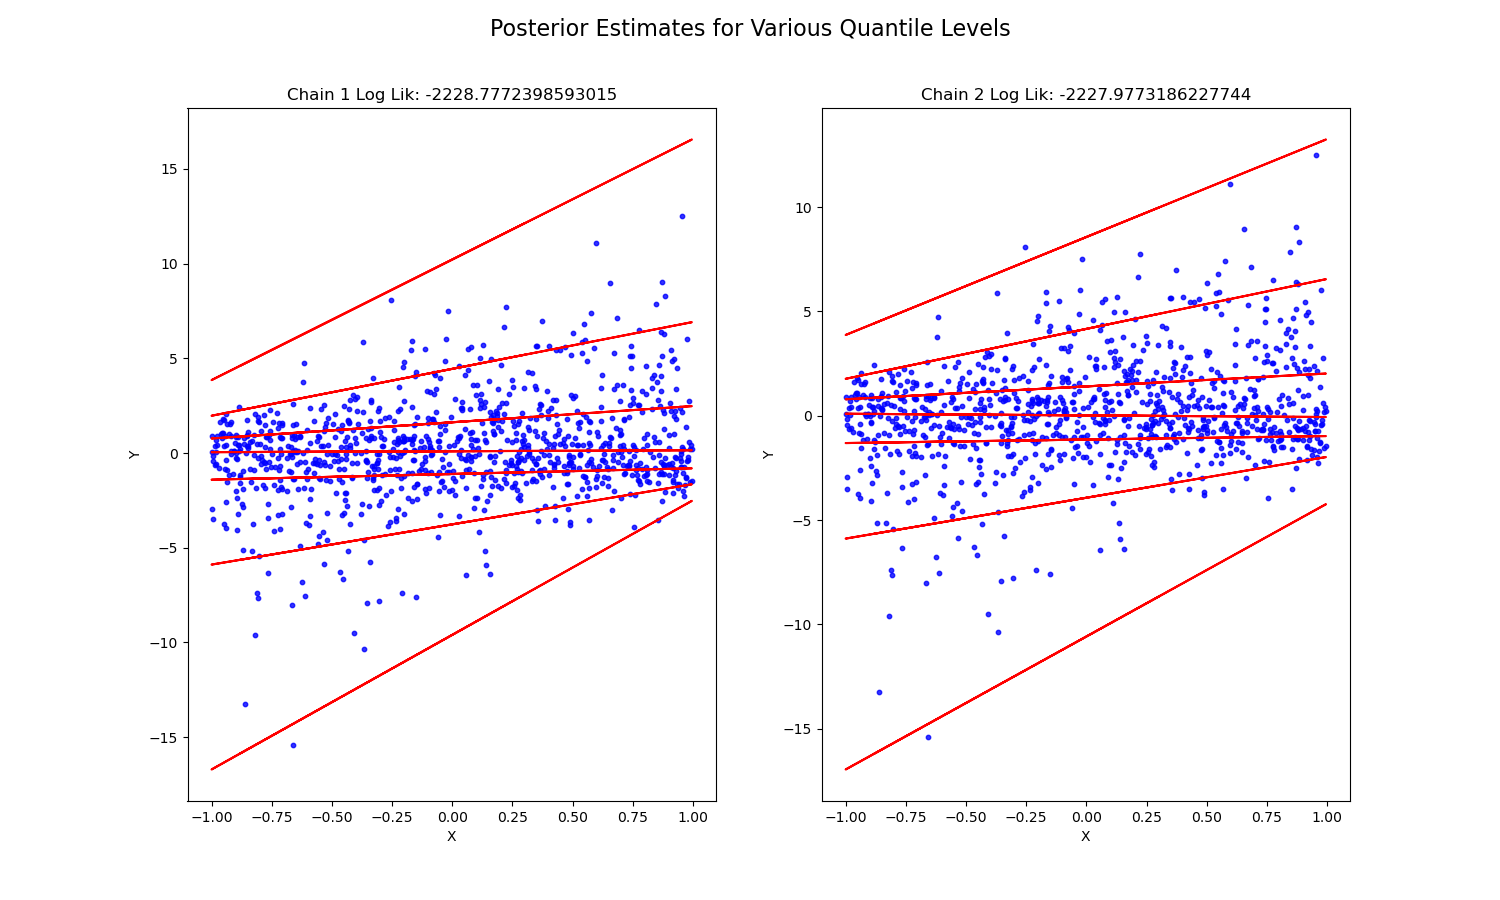 Posterior Estimates for Various Quantile Levels
Chain 1 Log Lik: -2228.7772398593015
15
10
5
0
−5
−10
−15
Y
−1.00 −0.75 −0.50 −0.25 0.00 0.25 0.50 0.75 1.00
X
Chain 2 Log Lik: -2227.9773186227744
10
5
0
−5
−10
−15
Y
−1.00 −0.75 −0.50 −0.25 0.00 0.25 0.50 0.75 1.00
X